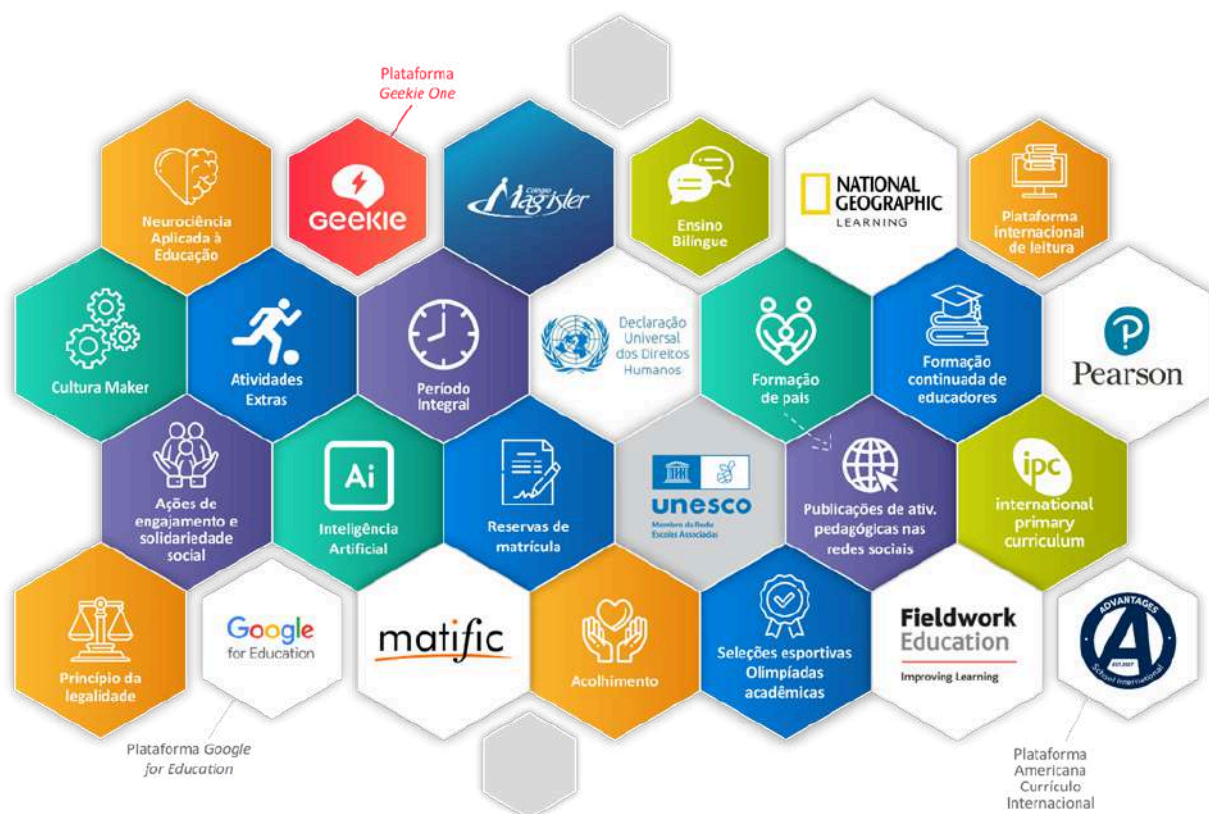 Plataforma
Geekie One
Neurociência
Aplicada à
Educação
GEEKIE
Colégio
Magister
Ensino
Bilíngue
NATIONAL
GEOGRAPHIC
LEARNING
Plataforma
internacional
de leitura
Cultura Maker
Atividades
Extras
Período
Integral
Declaração
Universal
dos Direitos
Humanos
Formação
de pais
Formação
continuada de
educadores
Pearson
Ações de
engajamento e
solidariedade
social
Ai
Inteligência
Artificial
Reservas de
matrícula
unesco
Membro da Rede
Escolas Associadas
Publicações de ativ.
pedagógicas nas
redes sociais
ipc
international
primary
curriculum
Princípio da
legalidade
Google
for Education
matific
Acolhimento
Seleções esportivas
Olimpíadas
acadêmicas
Fieldwork
Education
Improving Learning
ADVANTAGES
A
EST.2007
School International
Plataforma Google
for Education
Plataforma
Americana
Currículo
Internacional